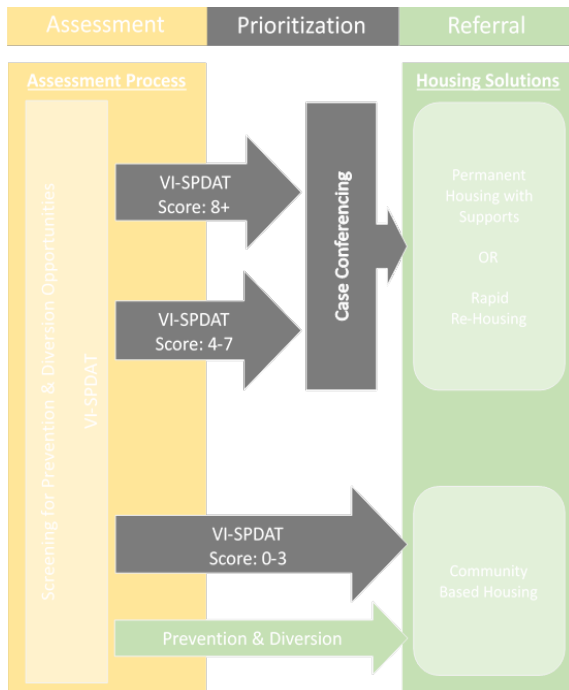 Assessment
Prioritization
Referral
Assessment Process
Housing Solutions
Screening for Prevention & Diversion Opportunities
VI-SPDAT
VI-SPDAT
Score: 8+
VI-SPDAT
Score: 4-7
Case Conferencing
Permanent
Housing with
Supports
OR
Rapid
Re-Housing
VI-SPDAT
Score: 0-3
Community
Based Housing
Prevention & Diversion